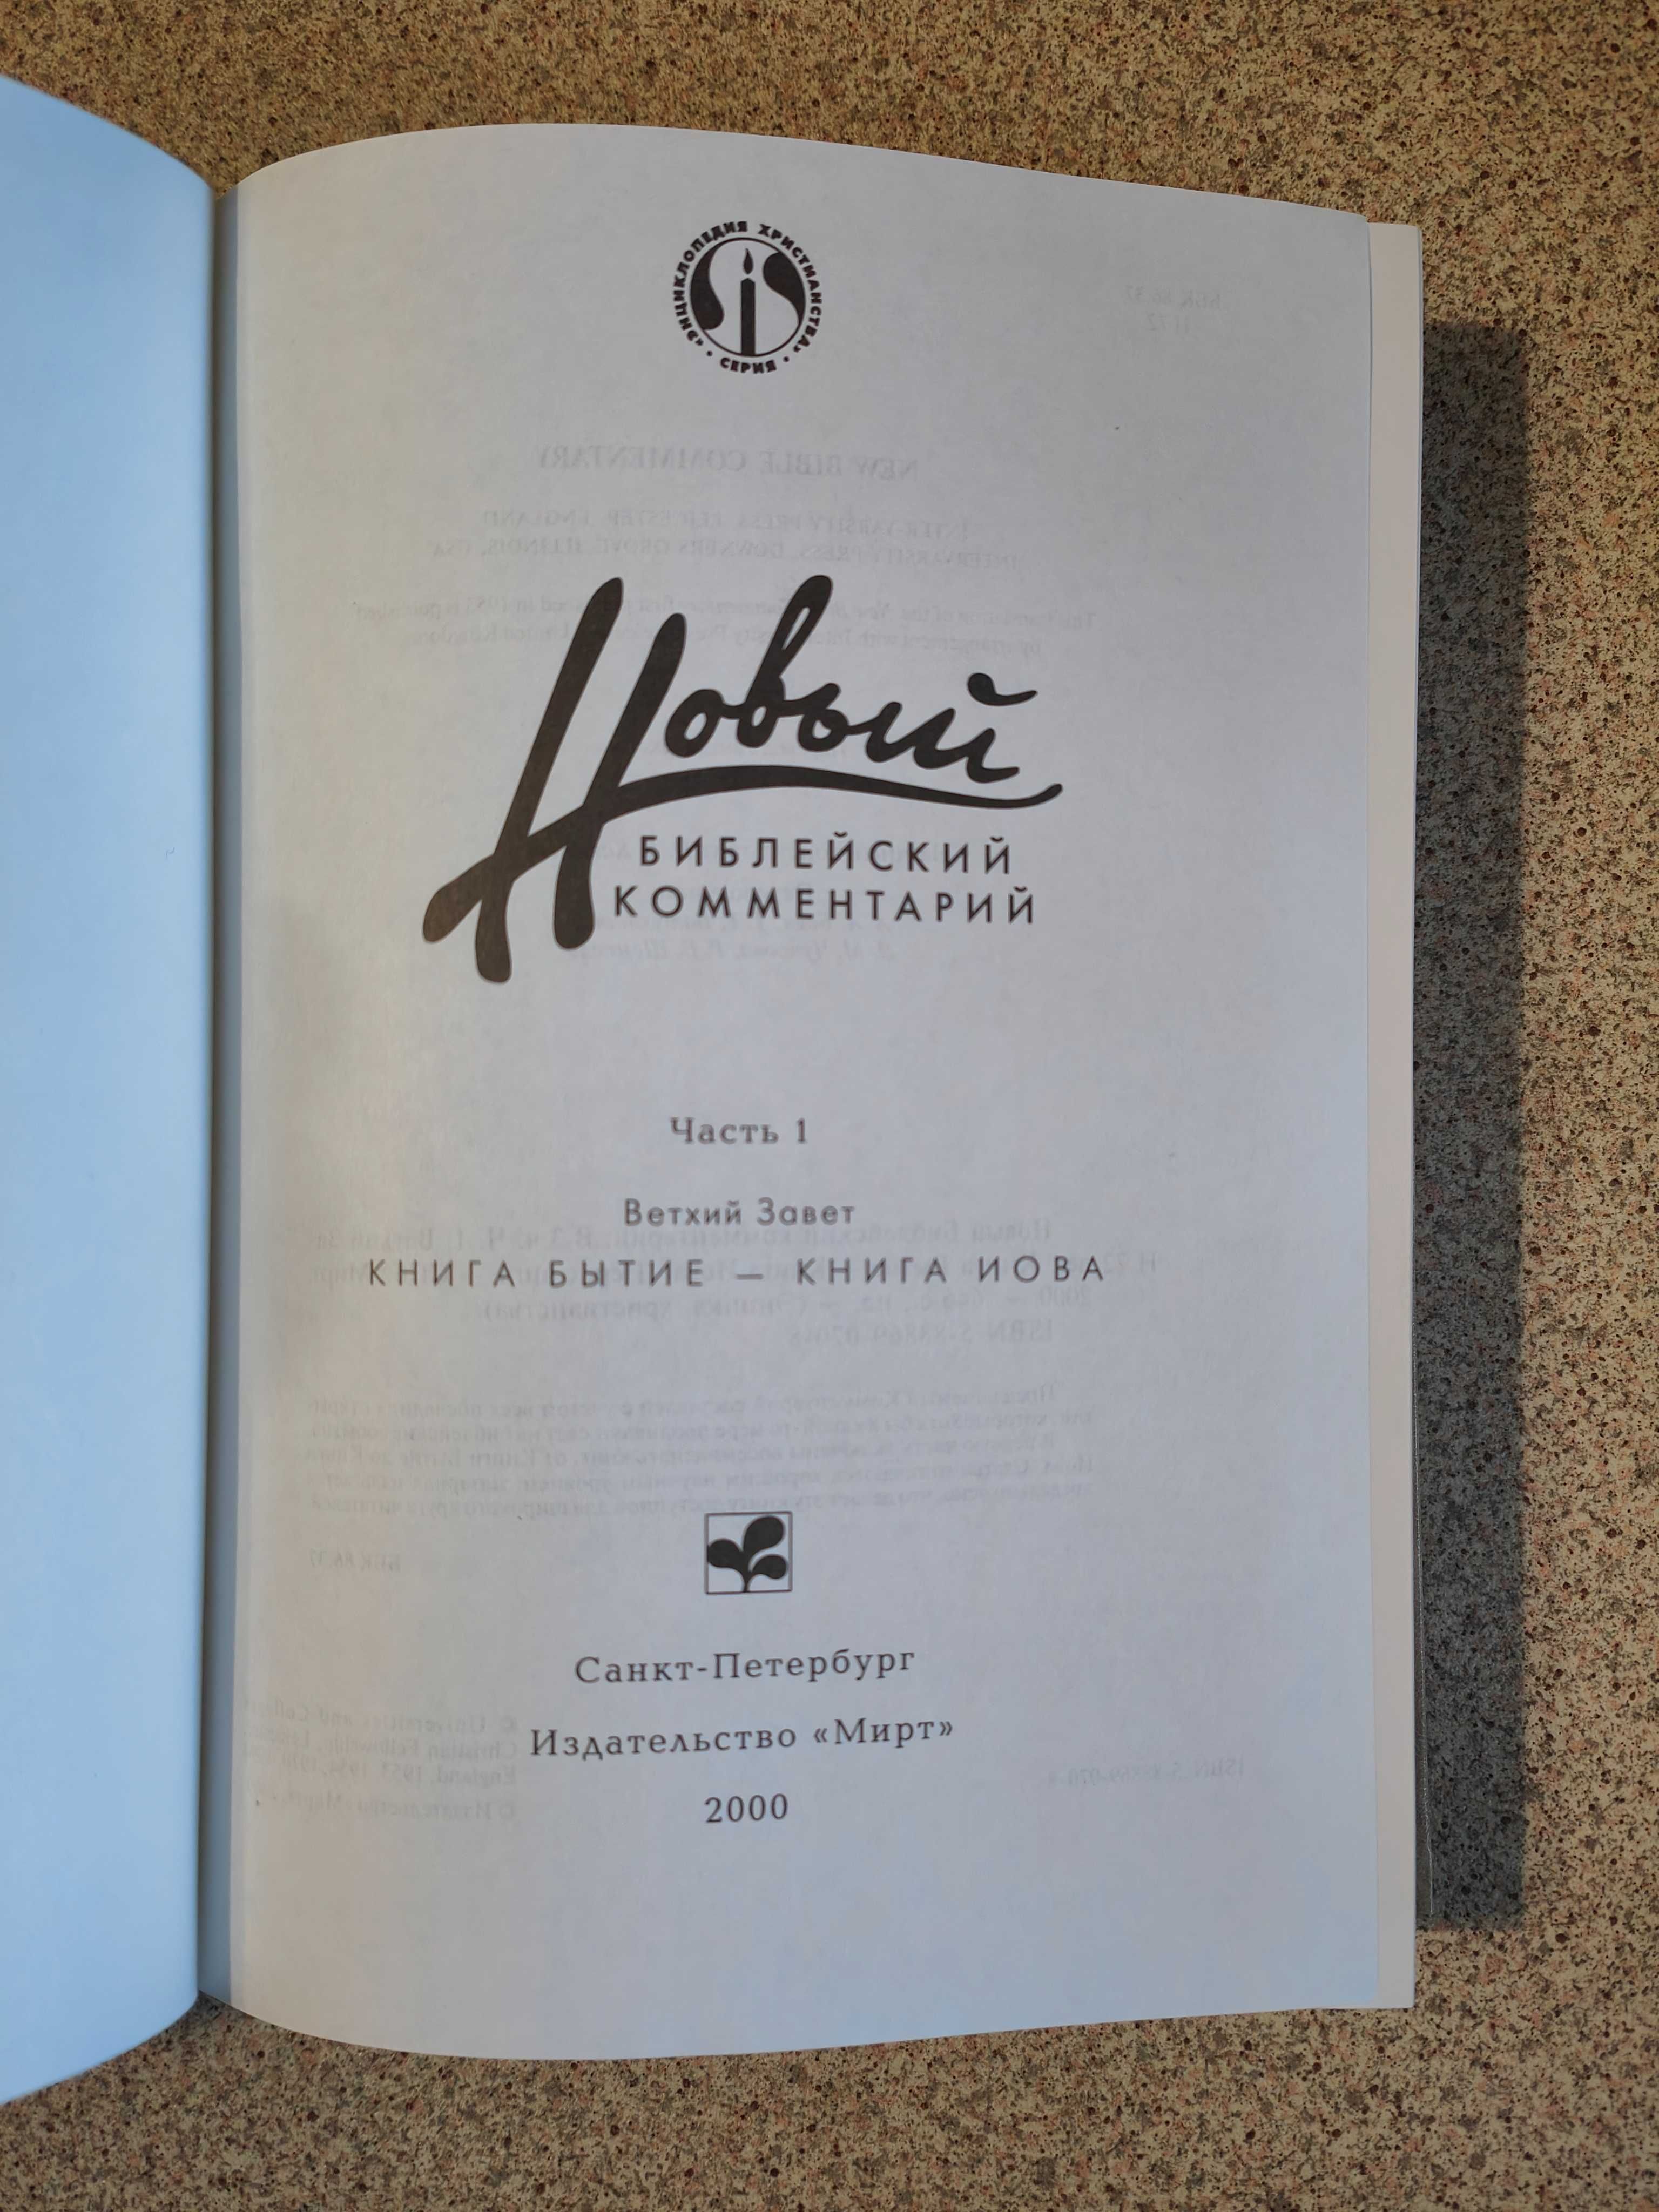 «ЭНЦИКЛОПЕДИЯ ХРИСТИАНСТВА»
• СЕРИЯ •
Новый
БИБЛЕЙСКИЙ
КОММЕНТАРИЙ
Часть 1
Ветхий Завет
КНИГА БЫТИЕ — КНИГА ИОВА
Санкт-Петербург
Издательство «Мирт»
2000